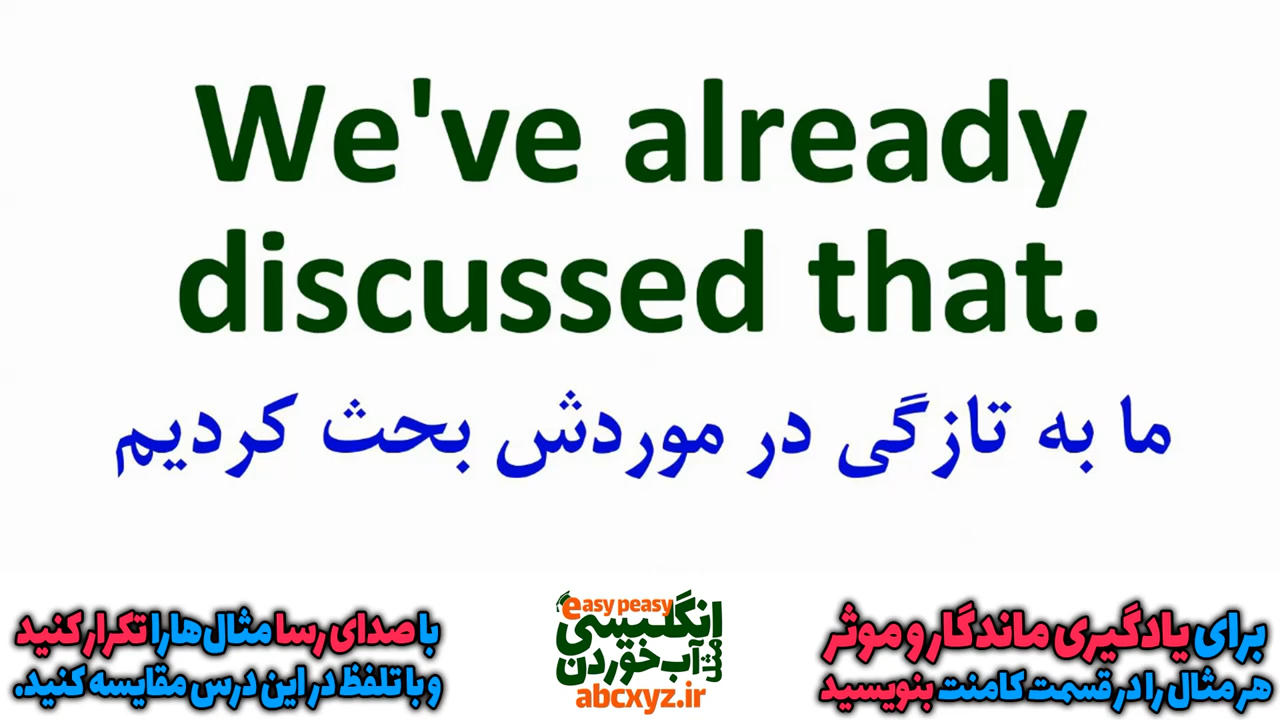 We've already
discussed that.
ما به تازگی در موردش بحث کردیم
برای یادگیری ماندگار و موثر
هر مثال را در قسمت کامنت بنویسید
easy peasy
انگلیسی
مثل آب خوردن
abcxyz.ir
با صدای رسا مثال‌ها را تکرار کنید
و با تلفظ در این درس مقایسه کنید.